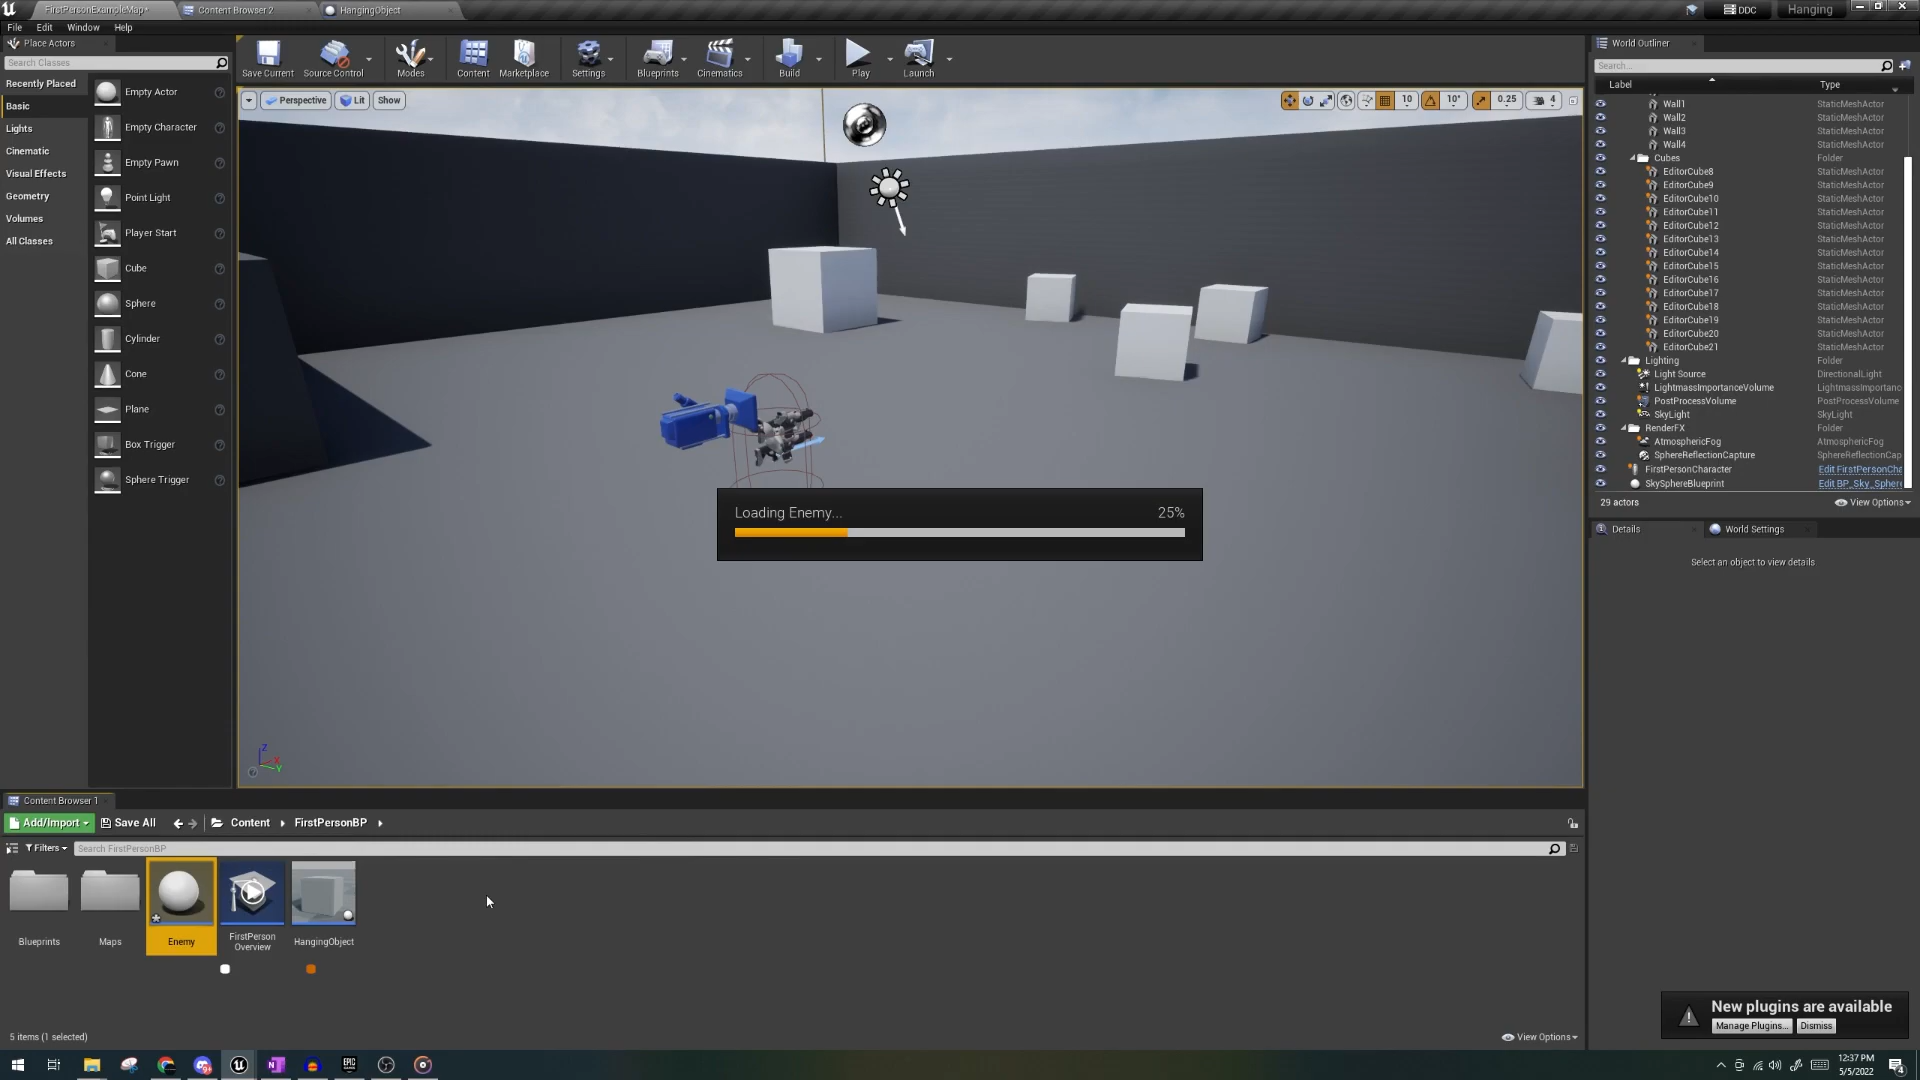 FirstPersonExampleMap*
Content Browser 2
HangingObject
DDC
Hanging
File Edit Window Help
Place Actors
Search Classes
Recently Placed
Basic
Lights
Cinematic
Visual Effects
Geometry
Volumes
All Classes
Empty Actor
Empty Character
Empty Pawn
Point Light
Player Start
Cube
Sphere
Cylinder
Cone
Plane
Box Trigger
Sphere Trigger
Save Current
Source Control
Modes
Content
Marketplace
Settings
Blueprints
Cinematics
Build
Play
Launch
Perspective
Lit
Show
10
10°
0.25
4
Loading Enemy...
25%
World Outliner
Search...
Label
Type
Wall1 StaticMeshActor
Wall2 StaticMeshActor
Wall3 StaticMeshActor
Wall4 StaticMeshActor
Cubes Folder
EditorCube8 StaticMeshActor
EditorCube9 StaticMeshActor
EditorCube10 StaticMeshActor
EditorCube11 StaticMeshActor
EditorCube12 StaticMeshActor
EditorCube13 StaticMeshActor
EditorCube14 StaticMeshActor
EditorCube15 StaticMeshActor
EditorCube16 StaticMeshActor
EditorCube17 StaticMeshActor
EditorCube18 StaticMeshActor
EditorCube19 StaticMeshActor
EditorCube20 StaticMeshActor
EditorCube21 StaticMeshActor
Lighting Folder
Light Source DirectionalLight
LightmassImportanceVolume LightmassImportanc
PostProcessVolume PostProcessVolume
SkyLight SkyLight
RenderFX Folder
AtmosphericFog AtmosphericFog
SphereReflectionCapture SphereReflectionCap
FirstPersonCharacter Edit FirstPersonCha
SkySphereBlueprint Edit BP_Sky_Sphere
29 actors
View Options
Details
World Settings
Select an object to view details
Z
X
Y
Content Browser 1
Add/Import
Save All
Content
FirstPersonBP
Filters
Search FirstPersonBP
Blueprints
Maps
Enemy
FirstPerson
Overview
HangingObject
5 items (1 selected)
View Options
New plugins are available
Manage Plugins...
Dismiss
12:37 PM
5/5/2022